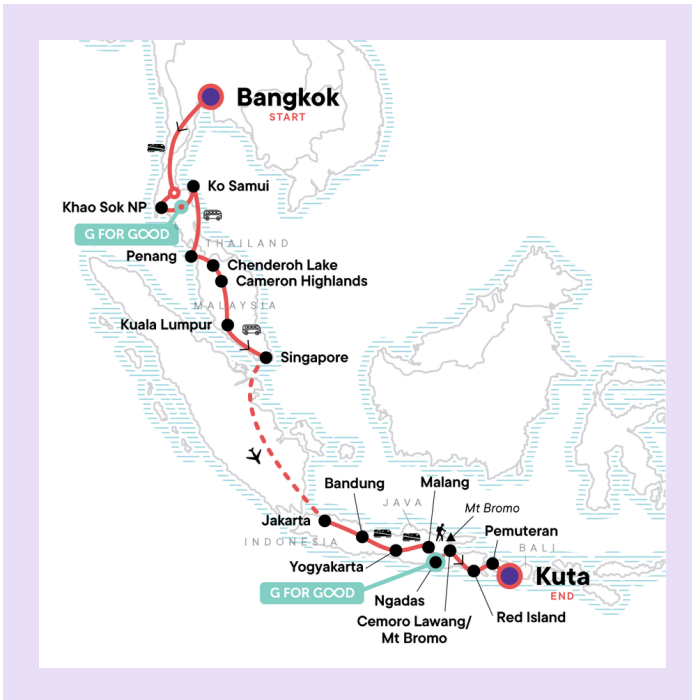 Bangkok
START
Ko Samui
Khao Sok NP
G FOR GOOD
THAILAND
Penang
Chenderoh Lake
Cameron Highlands
MALAYSIA
Kuala Lumpur
Singapore
Bandung
Malang
JAVA
Mt Bromo
Jakarta
Pemuteran
INDONESIA
BALI
Yogyakarta
Kuta
END
G FOR GOOD
Ngadas
Red Island
Cemoro Lawang/
Mt Bromo